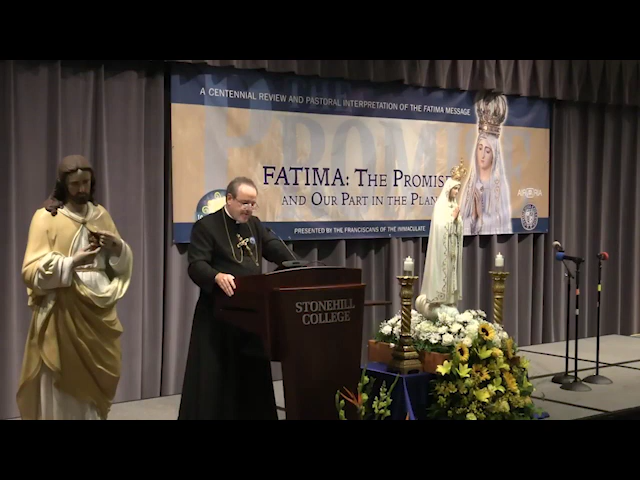 A CENTENNIAL REVIEW AND PASTORAL INTERPRETATION OF THE FATIMA MESSAGE
PROMISE
FATIMA: THE PROMISE
AND OUR PART IN THE PLAN
PRESENTED BY THE FRANCISCANS OF THE IMMACULATE
STONEHILL
COLLEGE